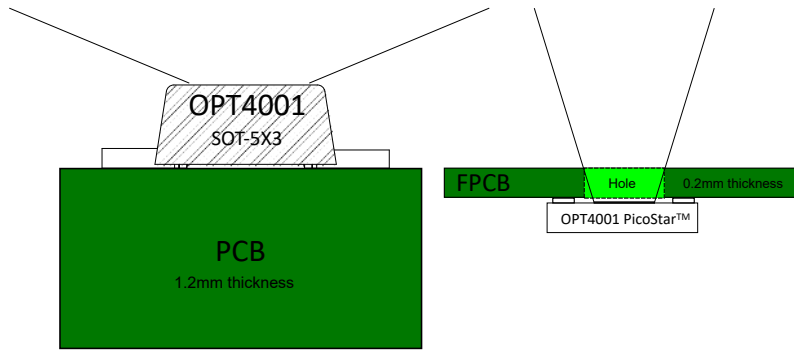 OPT4001
SOT-5X3
PCB
1.2mm thickness
FPCB
Hole
0.2mm thickness
OPT4001 PicoStar™